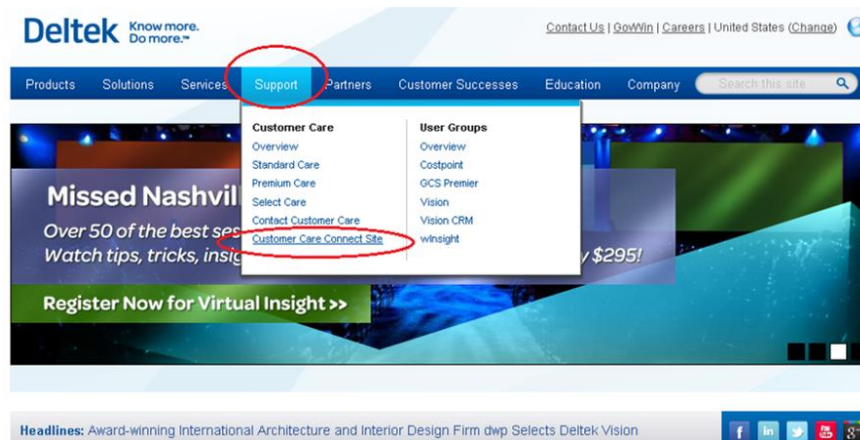 Deltek Know more.
Do more.™
Contact Us | GovWin | Careers | United States (Change)
Products Solutions Services Support Partners Customer Successes Education Company Search this site
Customer Care
Overview
Standard Care
Premium Care
Select Care
Contact Customer Care
Customer Care Connect Site
User Groups
Overview
Costpoint
GCS Premier
Vision
Vision CRM
wInsight
Missed Nashvil
Over 50 of the best ses
Watch tips, tricks, insig
y $295!
Register Now for Virtual Insight >>
Headlines: Award-winning International Architecture and Interior Design Firm dwp Selects Deltek Vision